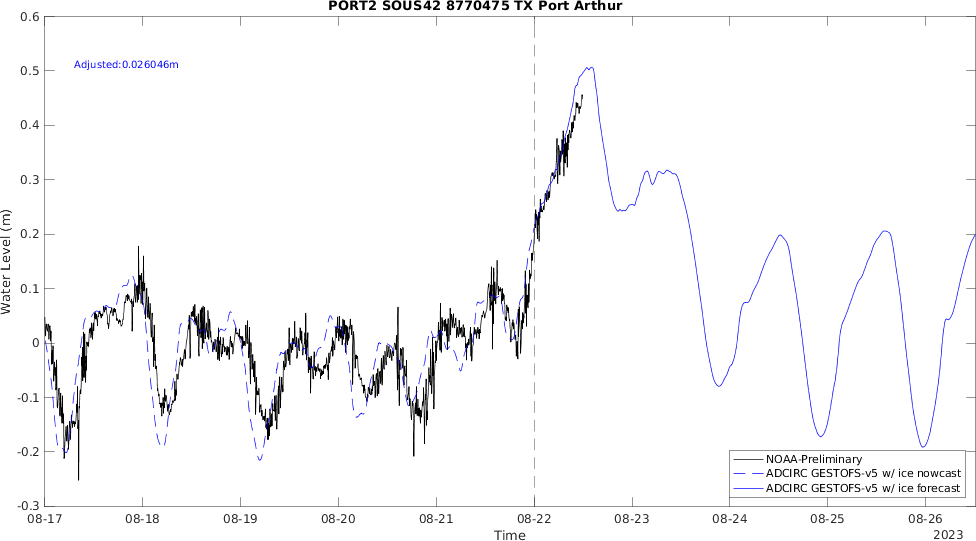 PORT2 SOUS42 8770475 TX Port Arthur
0.6
Adjusted:0.026046m
0.5
0.4
0.3
0.2
0.1
0
-0.1
-0.2
-0.3
Water Level (m)
NOAA-Preliminary
ADCIRC GESTOFS-v5 w/ ice nowcast
ADCIRC GESTOFS-v5 w/ ice forecast
08-17 08-18 08-19 08-20 08-21 08-22 08-23 08-24 08-25 08-26
Time
2023